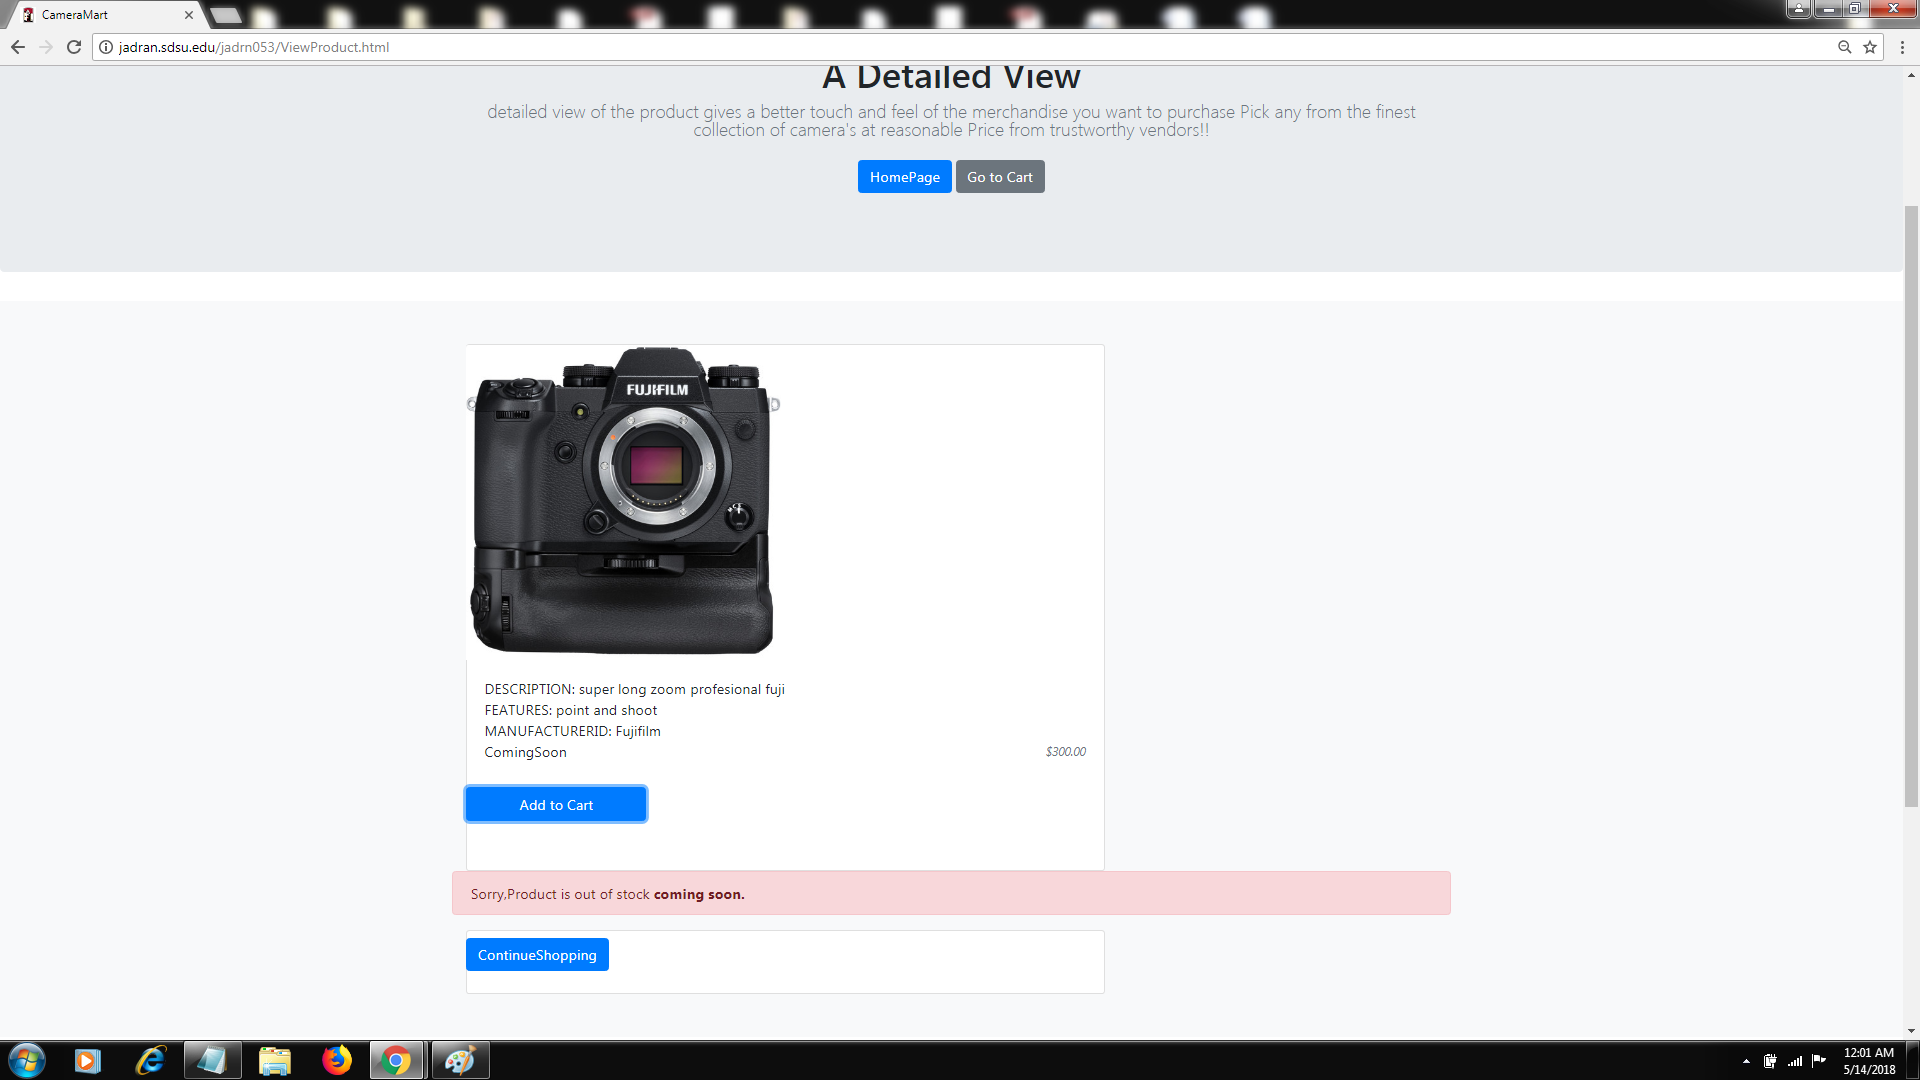 CameraMart
jadran.sdsu.edu/jadrn053/ViewProduct.html
A Detailed View
detailed view of the product gives a better touch and feel of the merchandise you want to purchase Pick any from the finest
collection of camera's at reasonable Price from trustworthy vendors!!
HomePage
Go to Cart
FUJIFILM
DESCRIPTION: super long zoom profesional fuji
FEATURES: point and shoot
MANUFACTURERID: Fujifilm
ComingSoon
$300.00
Add to Cart
Sorry,Product is out of stock coming soon.
ContinueShopping
12:01 AM
5/14/2018